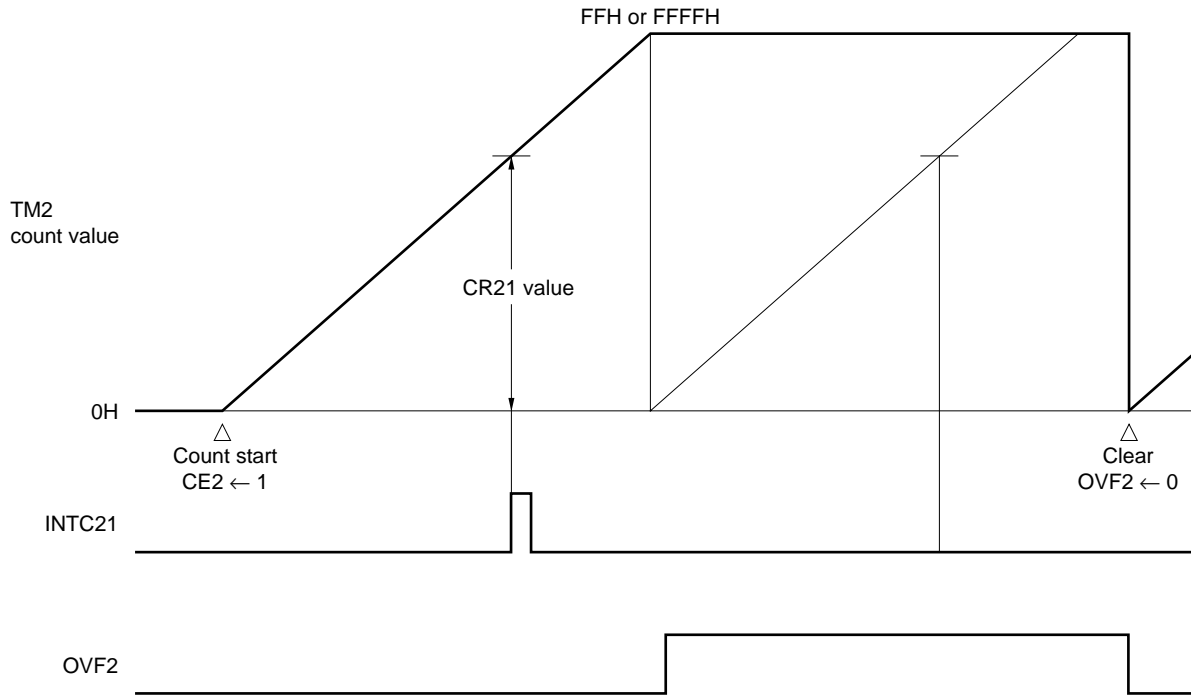 FFH or FFFFH
TM2
count value
CR21 value
0H
Count start
CE2 ← 1
Clear
OVF2 ← 0
INTC21
OVF2